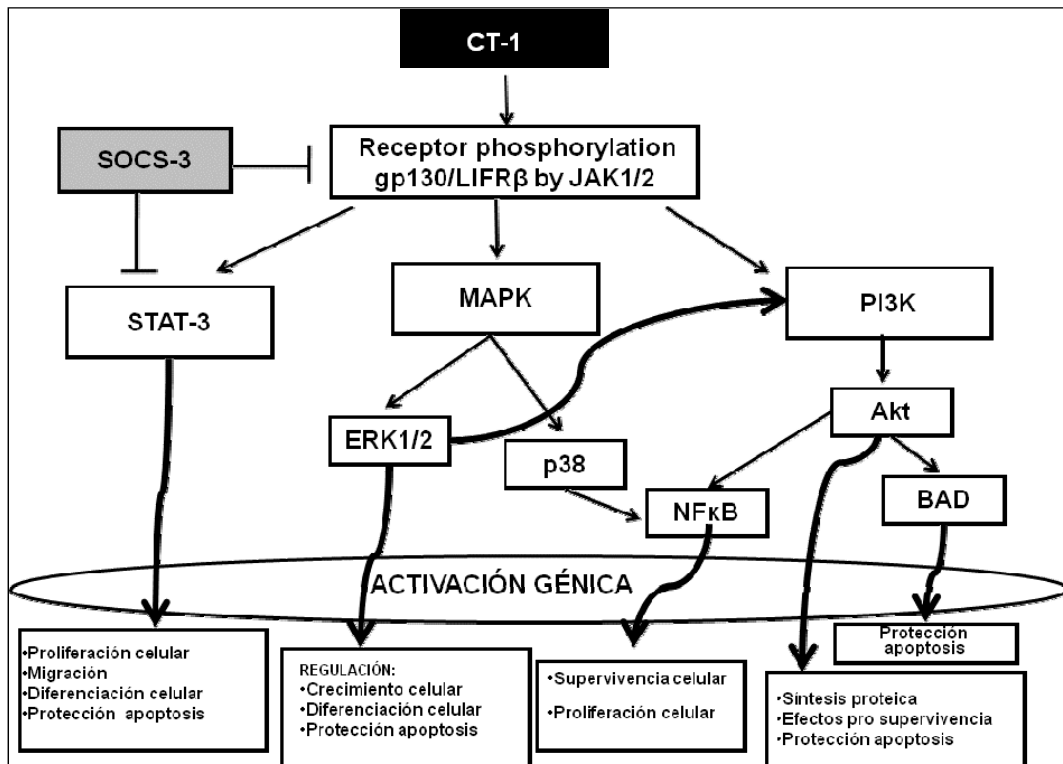 CT-1
SOCS-3
Receptor phosphorylation
gp130/LIFRβ by JAK1/2
STAT-3
MAPK
PI3K
ERK1/2
p38
Akt
NFκB
BAD
ACTIVACIÓN GÉNICA
•Proliferación celular
•Migración
•Diferenciación celular
•Protección apoptosis
REGULACIÓN:
•Crecimiento celular
•Diferenciación celular
•Protección apoptosis
•Supervivencia celular
•Proliferación celular
Protección
apoptosis
•Síntesis proteica
•Efectos pro supervivencia
•Protección apoptosis